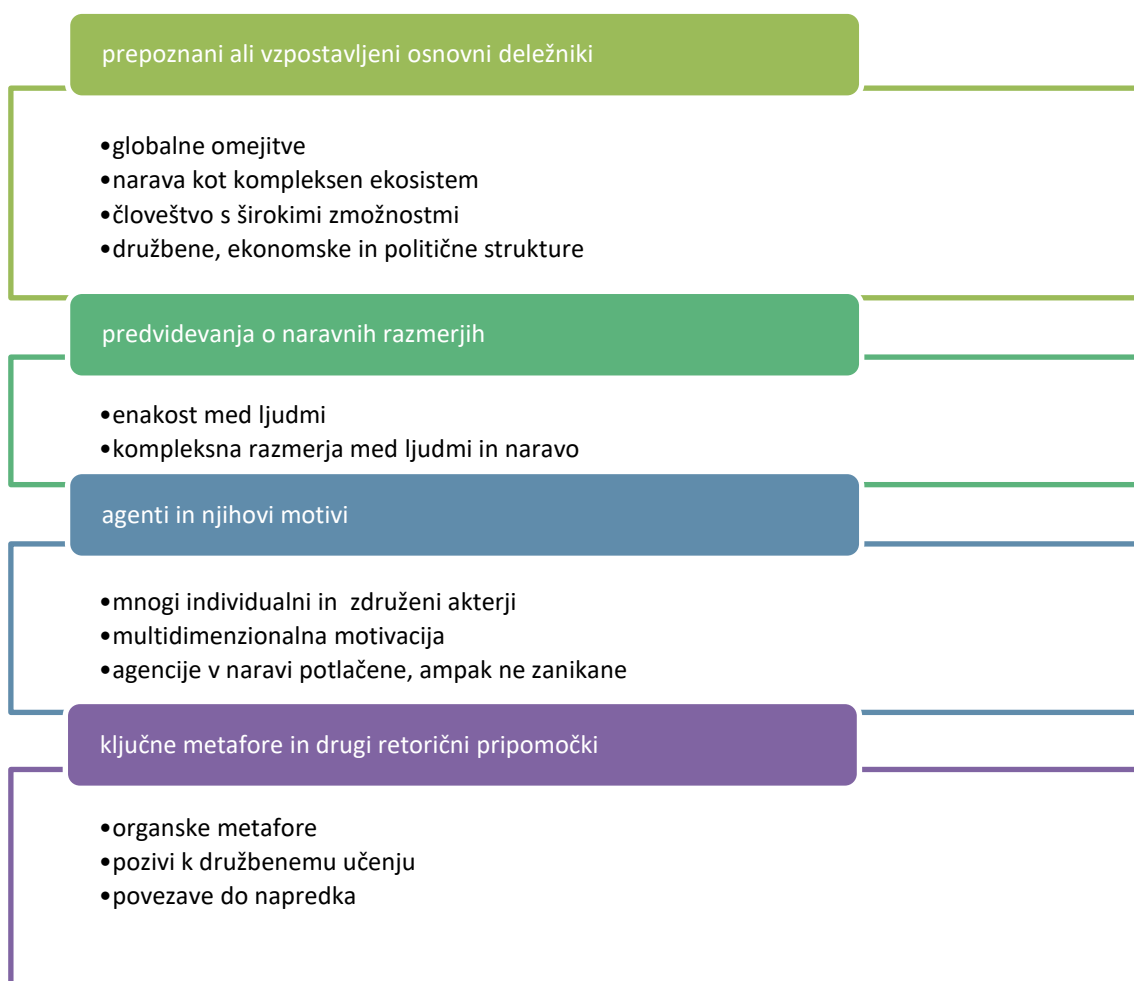 prepoznani ali vzpostavljeni osnovni deležniki
•globalne omejitve
•narava kot kompleksen ekosistem
•človeštvo s širokimi zmožnostmi
•družbene, ekonomske in politične strukture
predvidevanja o naravnih razmerjih
•enakost med ljudmi
•kompleksna razmerja med ljudmi in naravo
agenti in njihovi motivi
•mnogi individualni in  združeni akterji
•multidimenzionalna motivacija
•agencije v naravi potlačene, ampak ne zanikane
ključne metafore in drugi retorični pripomočki
•organske metafore
•pozivi k družbenemu učenju
•povezave do napredka